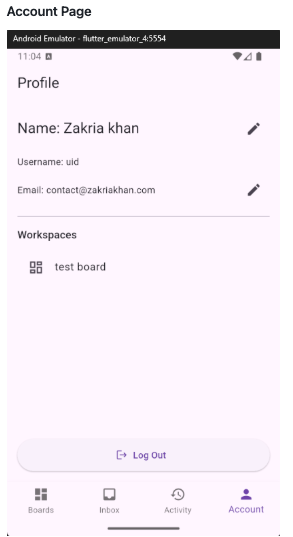 Account Page
Android Emulator - flutter_emulator_4:5554
11:04
Profile
Name: Zakria khan
Username: uid
Email: contact@zakriakhan.com
Workspaces
test board
Log Out
Boards Inbox Activity Account